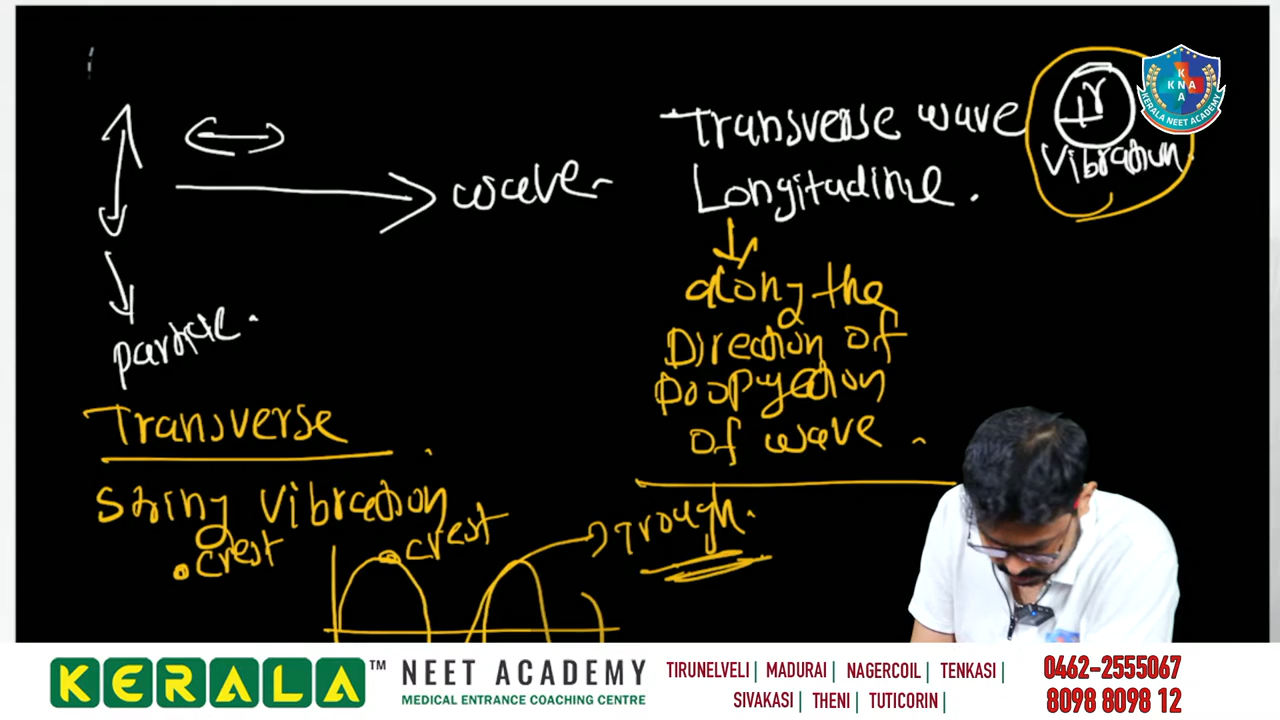 Transverse wave
Longitudinal.
Vibration.
wave.
particle.
along the
Direction of
Propagation
of wave.
Transverse
String Vibration
• Crest
crest
Trough.
KNA
KERALA NEET ACADEMY
KERALA™ NEET ACADEMY
MEDICAL ENTRANCE COACHING CENTRE
TIRUNELVELI | MADURAI | NAGERCOIL | TENKASI |
SIVAKASI | THENI | TUTICORIN |
0462-2555067
8098 8098 12